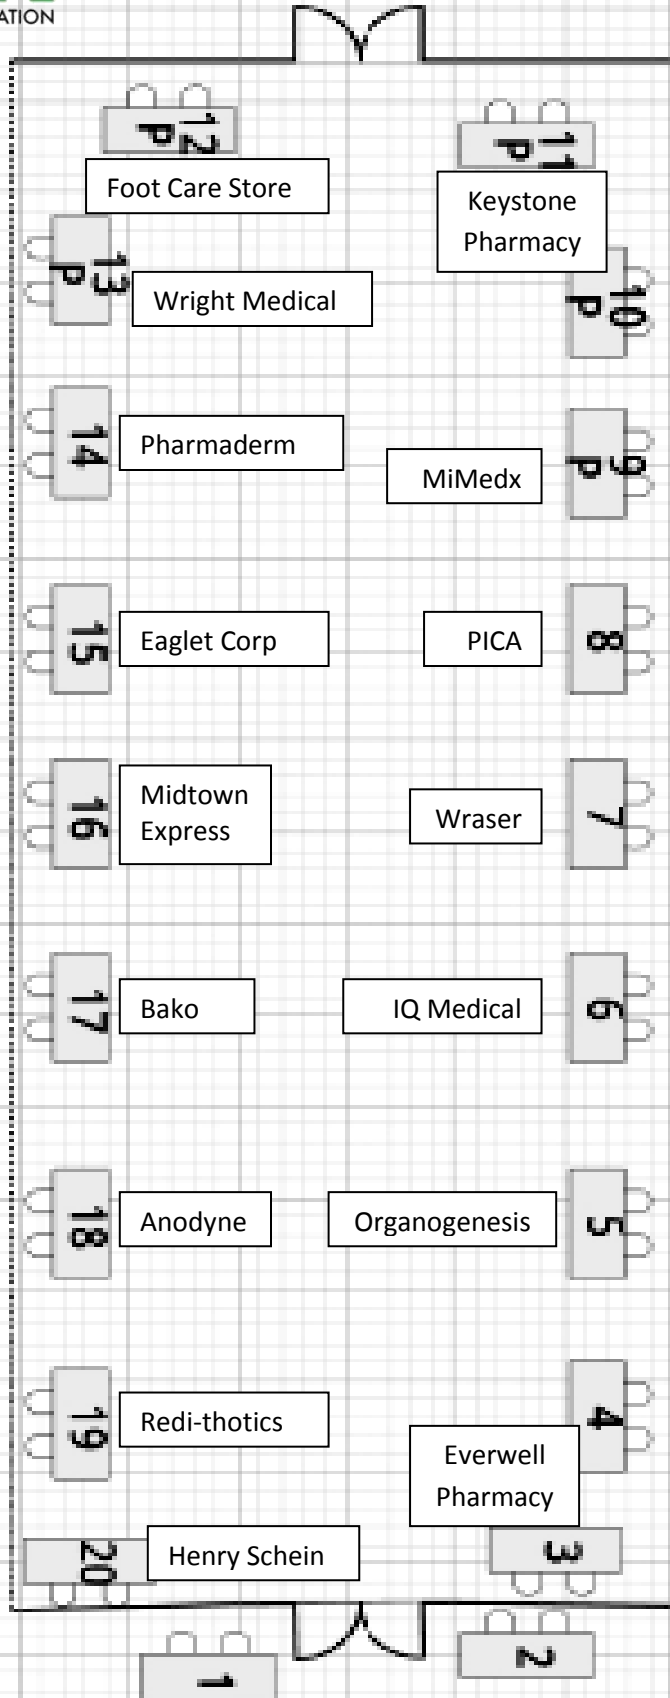 ATION
12 P
11 P
Foot Care Store
Keystone
Pharmacy
13 P
Wright Medical
10 P
14
Pharmaderm
9 P
MiMedx
15
Eaglet Corp
PICA
8
16
Midtown
Express
Wraser
7
17
Bako
IQ Medical
6
18
Anodyne
Organogenesis
5
19
Redi-thotics
4
Everwell
Pharmacy
20
Henry Schein
3
1
2